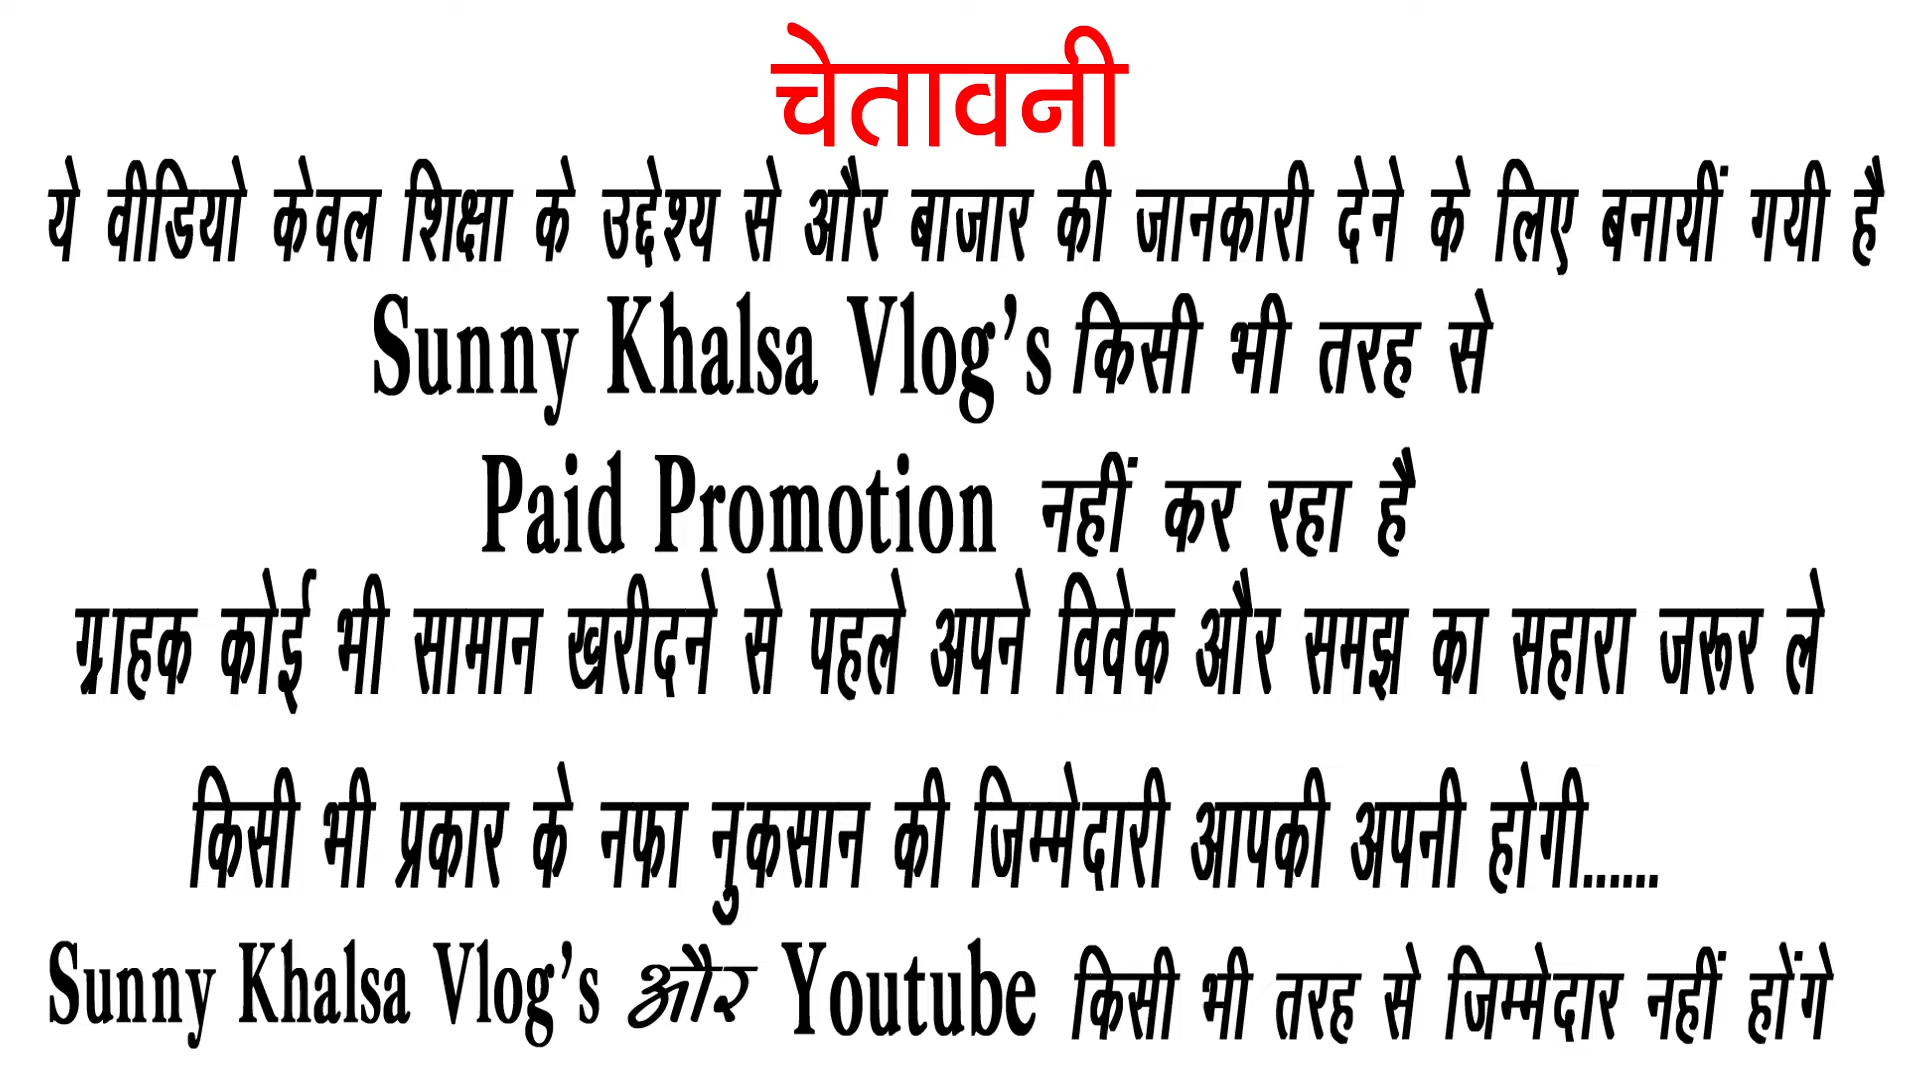 चेतावनी
ये वीडियो केवल शिक्षा के उद्देश्य से और बाजार की जानकारी देने के लिए बनायीं गयी है
Sunny Khalsa Vlog’s किसी भी तरह से
Paid Promotion नहीं कर रहा है
ग्राहक कोई भी सामान खरीदने से पहले अपने विवेक और समझ का सहारा जरूर ले
किसी भी प्रकार के नफा नुकसान की जिम्मेदारी आपकी अपनी होगी......
Sunny Khalsa Vlog’s और Youtube किसी भी तरह से जिम्मेदार नहीं होंगे